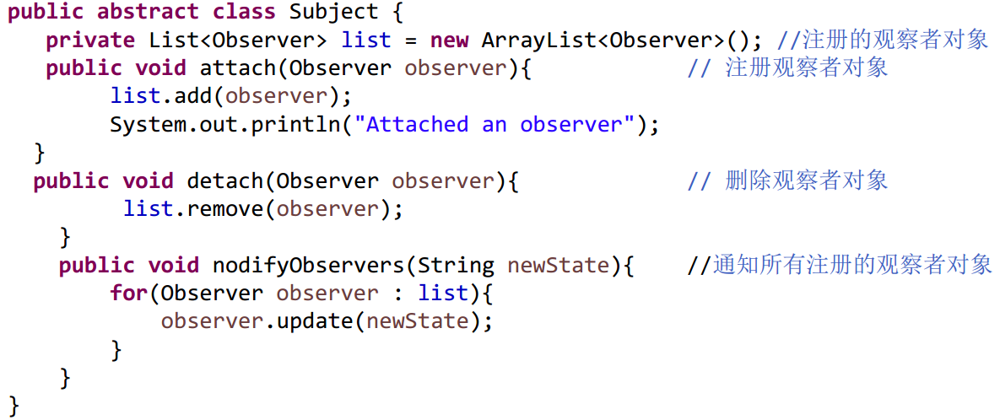 public abstract class Subject {
private List<Observer> list = new ArrayList<Observer>(); //注册的观察者对象
public void attach(Observer observer){ // 注册观察者对象
list.add(observer);
System.out.println("Attached an observer");
}
public void detach(Observer observer){ // 删除观察者对象
list.remove(observer);
}
public void nodifyObservers(String newState){ //通知所有注册的观察者对象
for(Observer observer : list){
observer.update(newState);
}
}
}